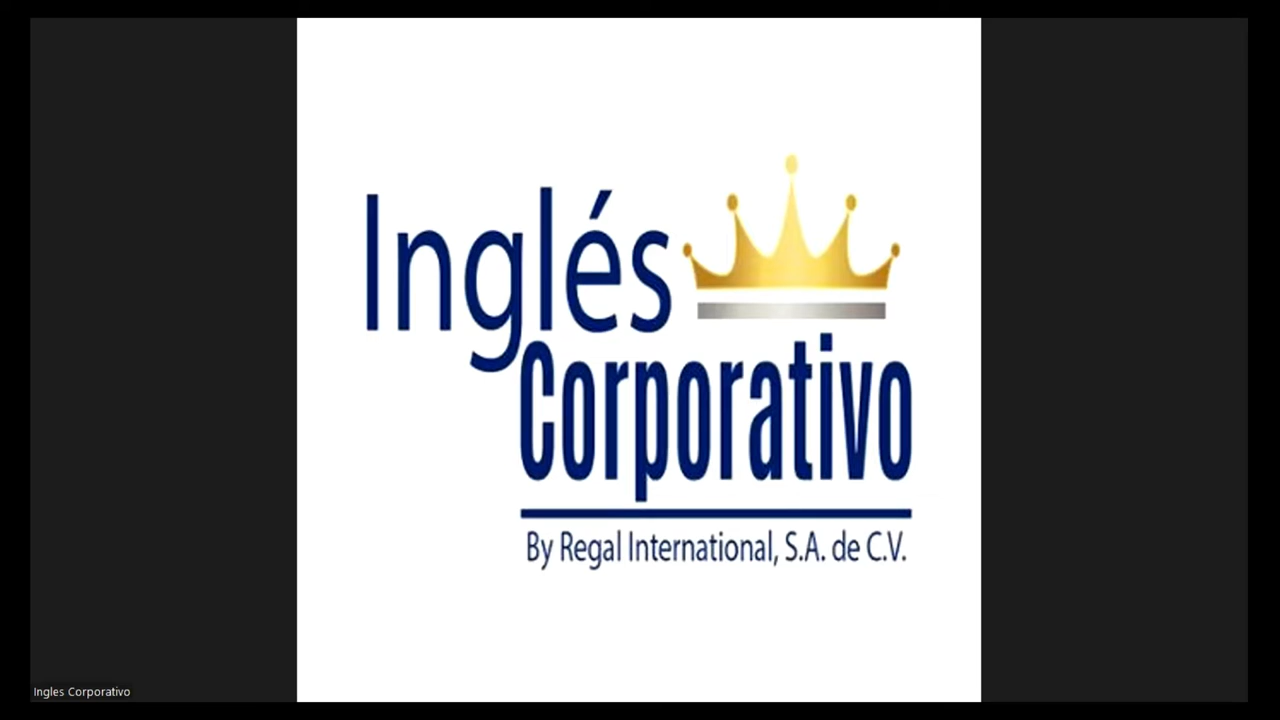 Inglés
Corporativo
By Regal International, S.A. de C.V.
Ingles Corporativo